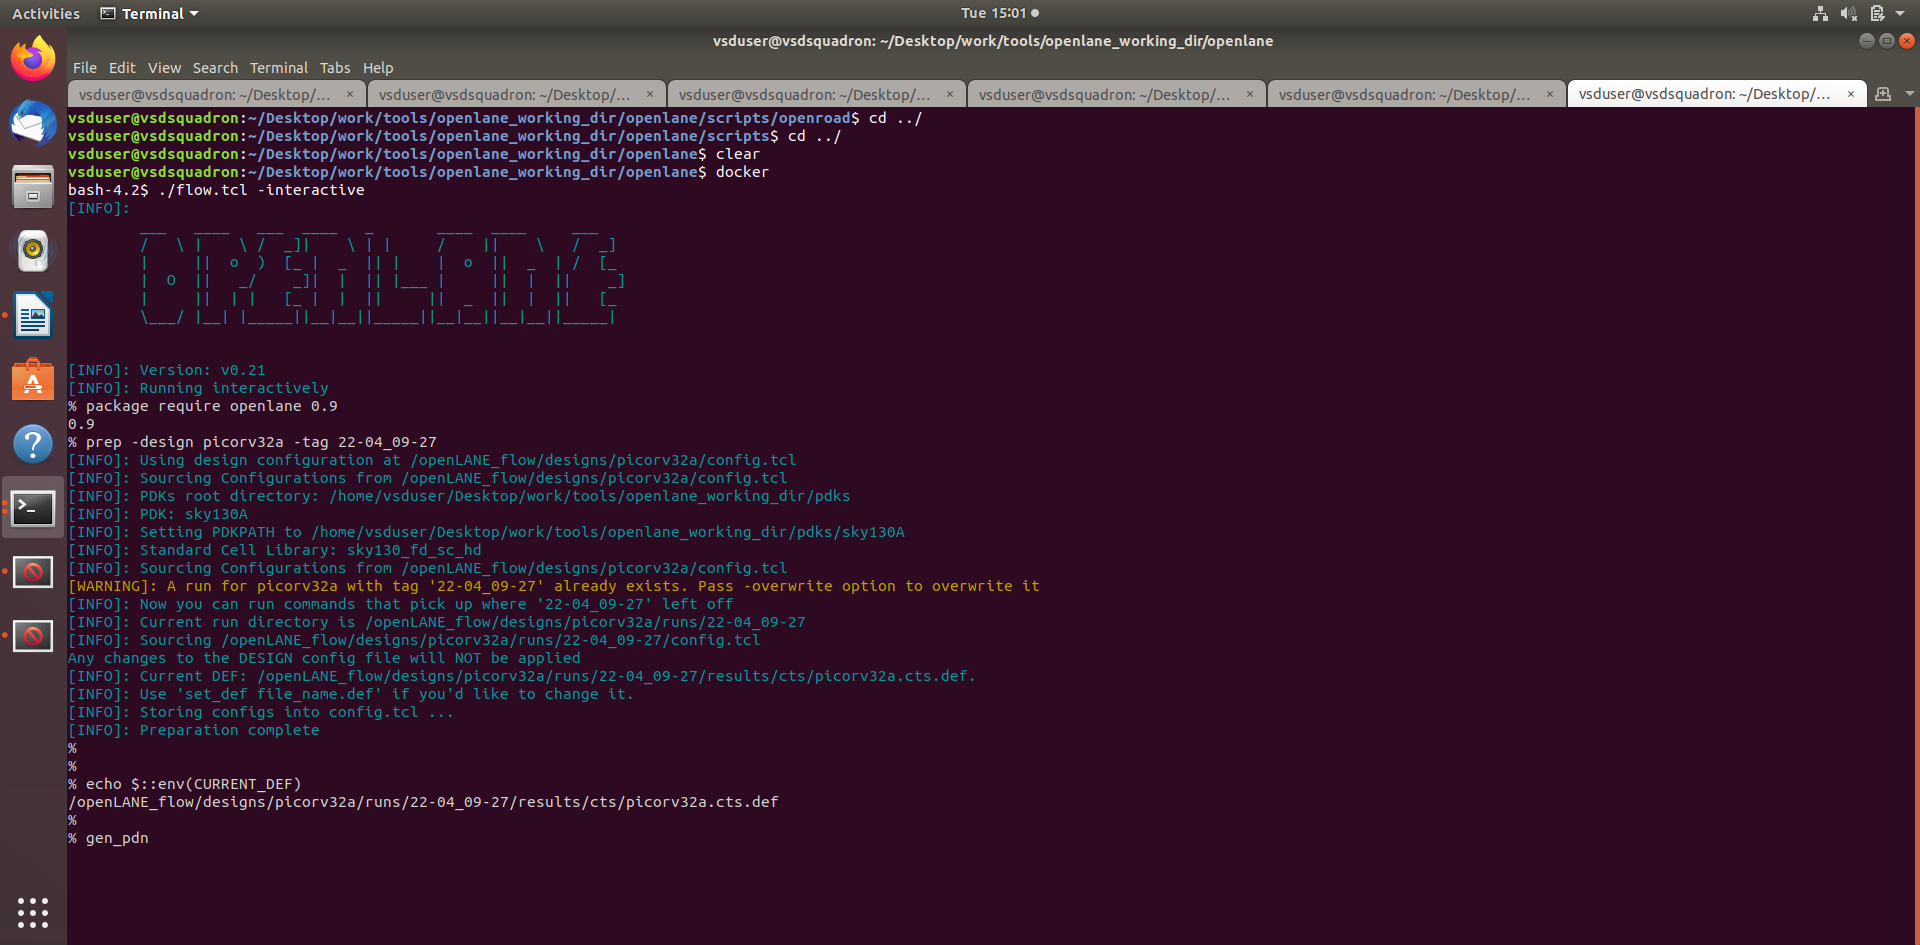 Activities Terminal Tue 15:01
vsduser@vsdsquadron: ~/Desktop/work/tools/openlane_working_dir/openlane
File Edit View Search Terminal Tabs Help
vsduser@vsdsquadron: ~/Desktop/... vsduser@vsdsquadron: ~/Desktop/... vsduser@vsdsquadron: ~/Desktop/... vsduser@vsdsquadron: ~/Desktop/... vsduser@vsdsquadron: ~/Desktop/... vsduser@vsdsquadron: ~/Desktop/...
vsduser@vsdsquadron:~/Desktop/work/tools/openlane_working_dir/openlane/scripts/openroad$ cd ../
vsduser@vsdsquadron:~/Desktop/work/tools/openlane_working_dir/openlane/scripts$ cd ../
vsduser@vsdsquadron:~/Desktop/work/tools/openlane_working_dir/openlane$ clear
vsduser@vsdsquadron:~/Desktop/work/tools/openlane_working_dir/openlane$ docker
bash-4.2$ ./flow.tcl -interactive
[INFO]:
OPENLANE
[INFO]: Version: v0.21
[INFO]: Running interactively
% package require openlane 0.9
0.9
% prep -design picorv32a -tag 22-04_09-27
[INFO]: Using design configuration at /openLANE_flow/designs/picorv32a/config.tcl
[INFO]: Sourcing Configurations from /openLANE_flow/designs/picorv32a/config.tcl
[INFO]: PDKs root directory: /home/vsduser/Desktop/work/tools/openlane_working_dir/pdks
[INFO]: PDK: sky130A
[INFO]: Setting PDKPATH to /home/vsduser/Desktop/work/tools/openlane_working_dir/pdks/sky130A
[INFO]: Standard Cell Library: sky130_fd_sc_hd
[INFO]: Sourcing Configurations from /openLANE_flow/designs/picorv32a/config.tcl
[WARNING]: A run for picorv32a with tag '22-04_09-27' already exists. Pass -overwrite option to overwrite it
[INFO]: Now you can run commands that pick up where '22-04_09-27' left off
[INFO]: Current run directory is /openLANE_flow/designs/picorv32a/runs/22-04_09-27
[INFO]: Sourcing /openLANE_flow/designs/picorv32a/runs/22-04_09-27/config.tcl
Any changes to the DESIGN config file will NOT be applied
[INFO]: Current DEF: /openLANE_flow/designs/picorv32a/runs/22-04_09-27/results/cts/picorv32a.cts.def.
[INFO]: Use 'set_def file_name.def' if you'd like to change it.
[INFO]: Storing configs into config.tcl ...
[INFO]: Preparation complete
%
%
% echo $::env(CURRENT_DEF)
/openLANE_flow/designs/picorv32a/runs/22-04_09-27/results/cts/picorv32a.cts.def
%
% gen_pdn